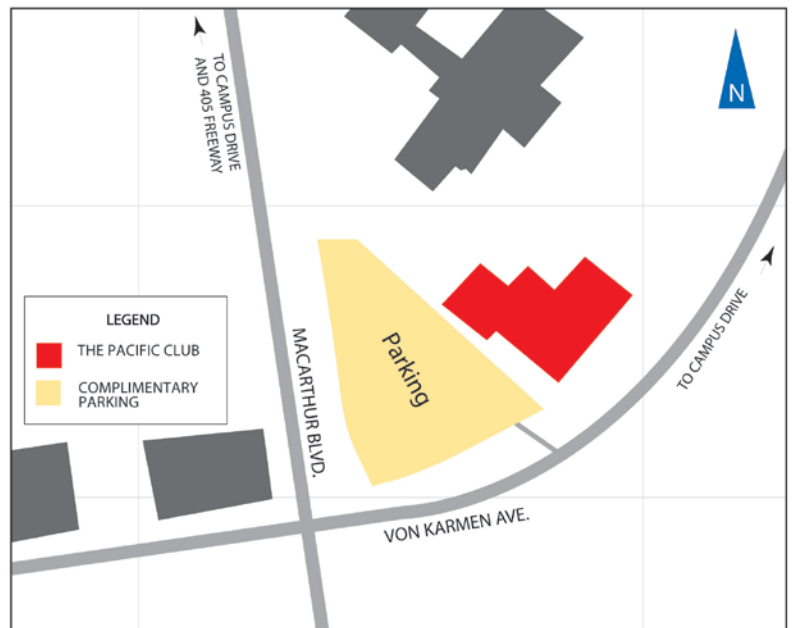 TO CAMPUS DRIVE
AND 405 FREEWAY
N
LEGEND
THE PACIFIC CLUB
COMPLIMENTARY
PARKING
MACARTHUR BLVD.
Parking
TO CAMPUS DRIVE
VON KARMEN AVE.